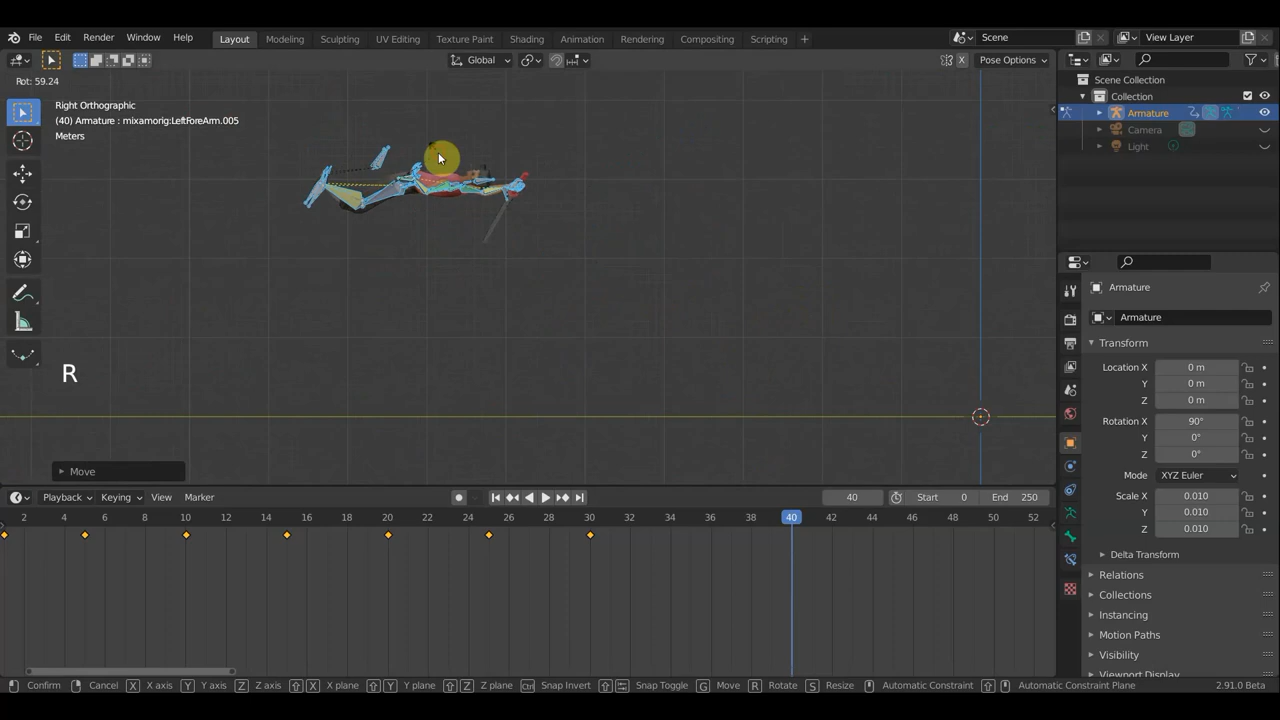 File Edit Render Window Help Layout Modeling Sculpting UV Editing Texture Paint Shading Animation Rendering Compositing Scripting + Scene View Layer
Global X Pose Options
Rot: 59.24
Right Orthographic
(40) Armature : mixamorig:LeftForeArm.005
Meters
R
Move
Scene Collection
Collection
Armature
Camera
Light
Armature
Armature
Transform
Location X 0 m
Y 0 m
Z 0 m
Rotation X 90°
Y 0°
Z 0°
Mode XYZ Euler
Scale X 0.010
Y 0.010
Z 0.010
Delta Transform
Relations
Collections
Instancing
Motion Paths
Visibility
Viewport Display
Playback Keying View Marker 40 Start 0 End 250
2 4 6 8 10 12 14 16 18 20 22 24 26 28 30 32 34 36 38 40 42 44 46 48 50 52
Confirm Cancel X X axis Y Y axis Z Z axis X X plane Y Y plane Z Z plane Ctrl Snap Invert Snap Toggle G Move R Rotate S Resize Automatic Constraint Automatic Constraint Plane 2.91.0 Beta